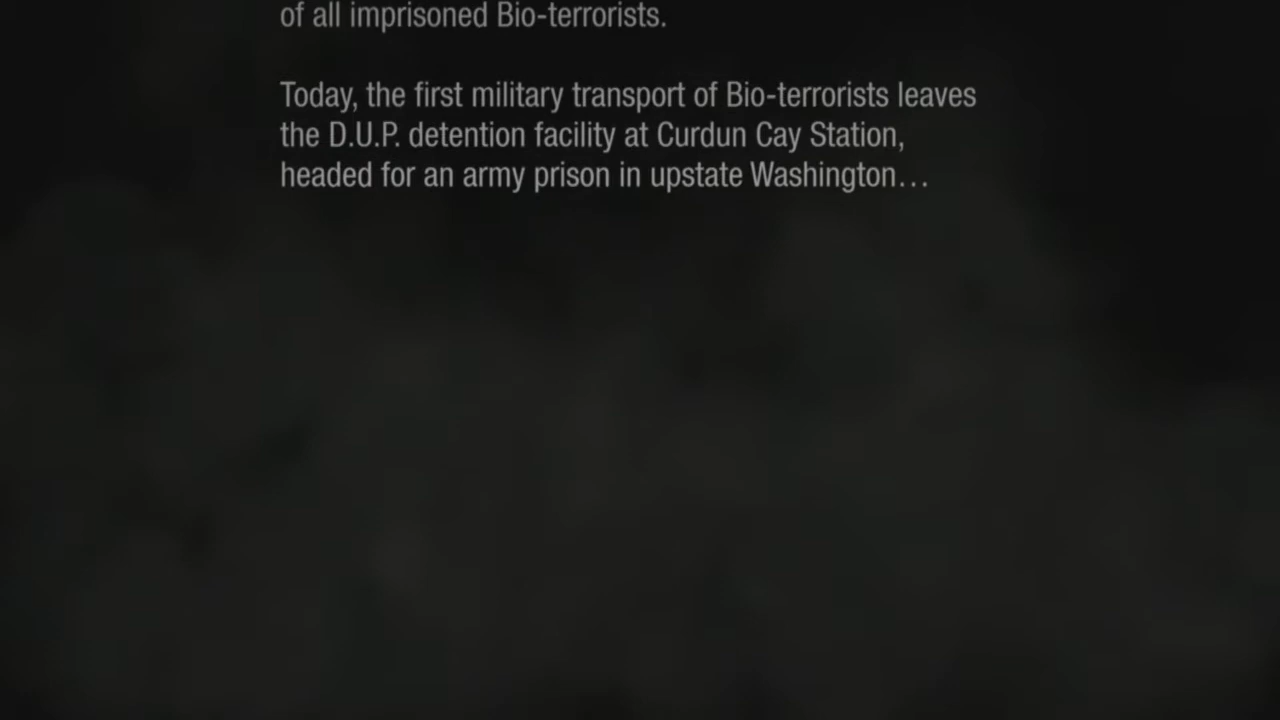 of all imprisoned Bio-terrorists.
Today, the first military transport of Bio-terrorists leaves
the D.U.P. detention facility at Curdun Cay Station,
headed for an army prison in upstate Washington…